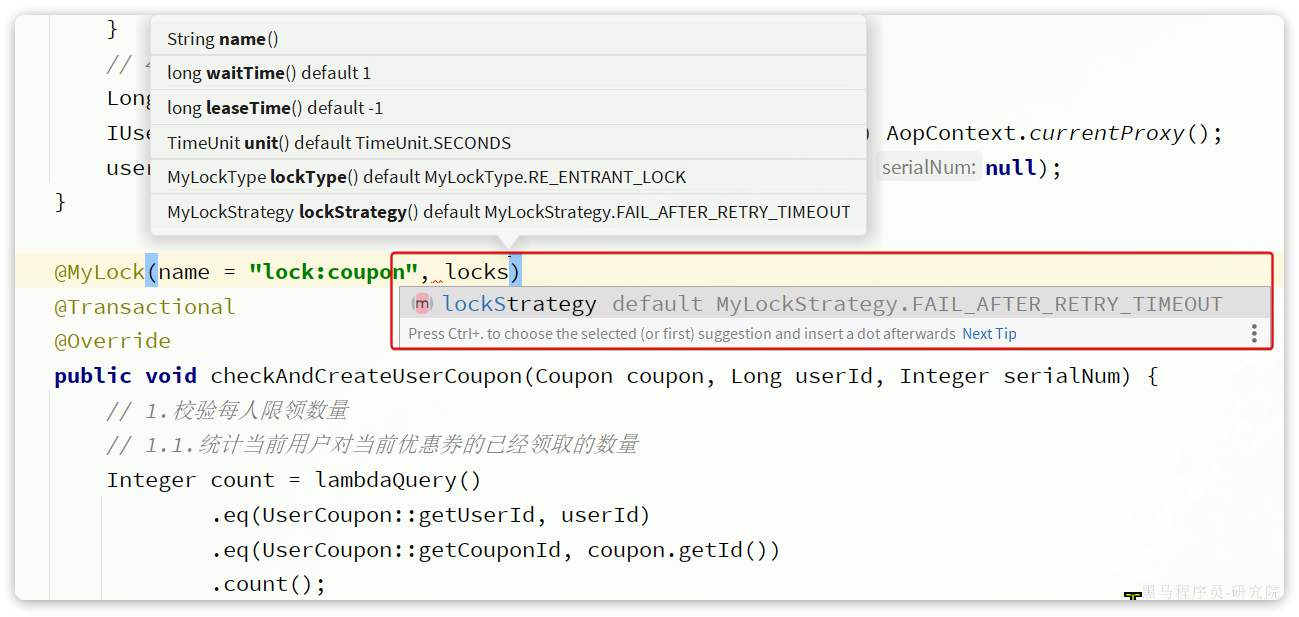 }
String name()
//
long waitTime() default 1
Long
long leaseTime() default -1
IUse
) AopContext.currentProxy();
TimeUnit unit() default TimeUnit.SECONDS
user
serialNum: null);
MyLockType lockType() default MyLockType.RE_ENTRANT_LOCK
}
MyLockStrategy lockStrategy() default MyLockStrategy.FAIL_AFTER_RETRY_TIMEOUT
@MyLock(name = "lock:coupon", locks)
@Transactional
m lockStrategy default MyLockStrategy.FAIL_AFTER_RETRY_TIMEOUT
Press Ctrl+. to choose the selected (or first) suggestion and insert a dot afterwards Next Tip
@Override
public void checkAndCreateUserCoupon(Coupon coupon, Long userId, Integer serialNum) {
// 1.校验每人限领数量
// 1.1.统计当前用户对当前优惠券的已经领取的数量
Integer count = lambdaQuery()
.eq(UserCoupon::getUserId, userId)
.eq(UserCoupon::getCouponId, coupon.getId())
.count();
黑马程序员-研究院